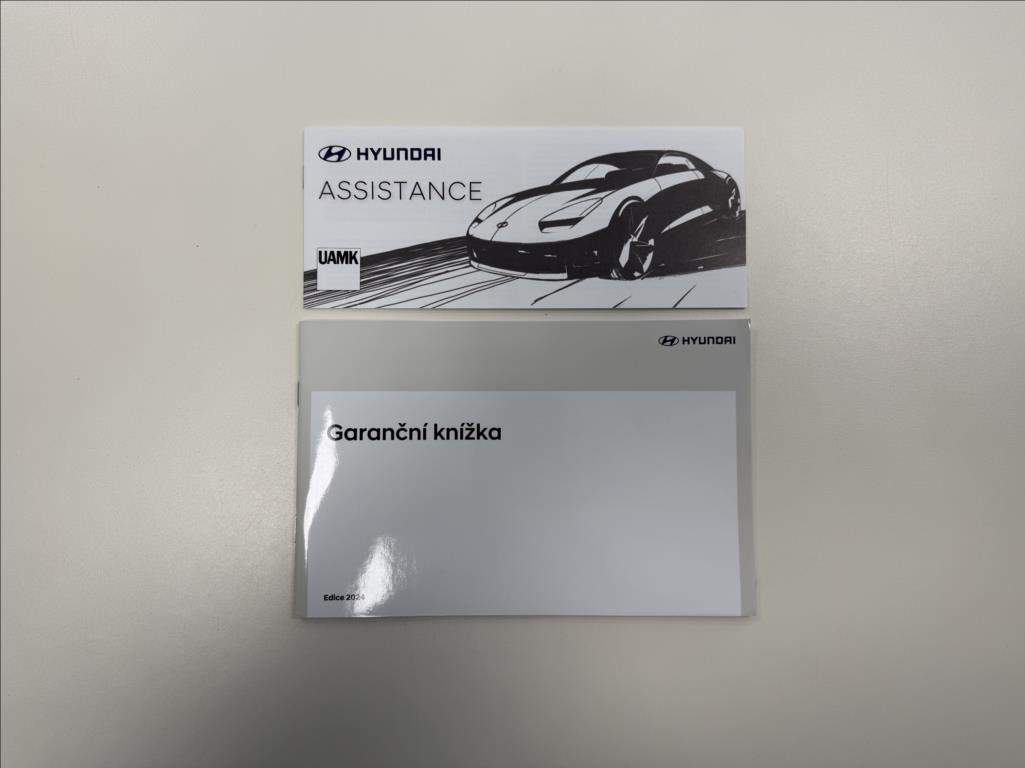 HYUNDAI
ASSISTANCE
UAMK
HYUNDAI
Garanční knížka
Edice 2024